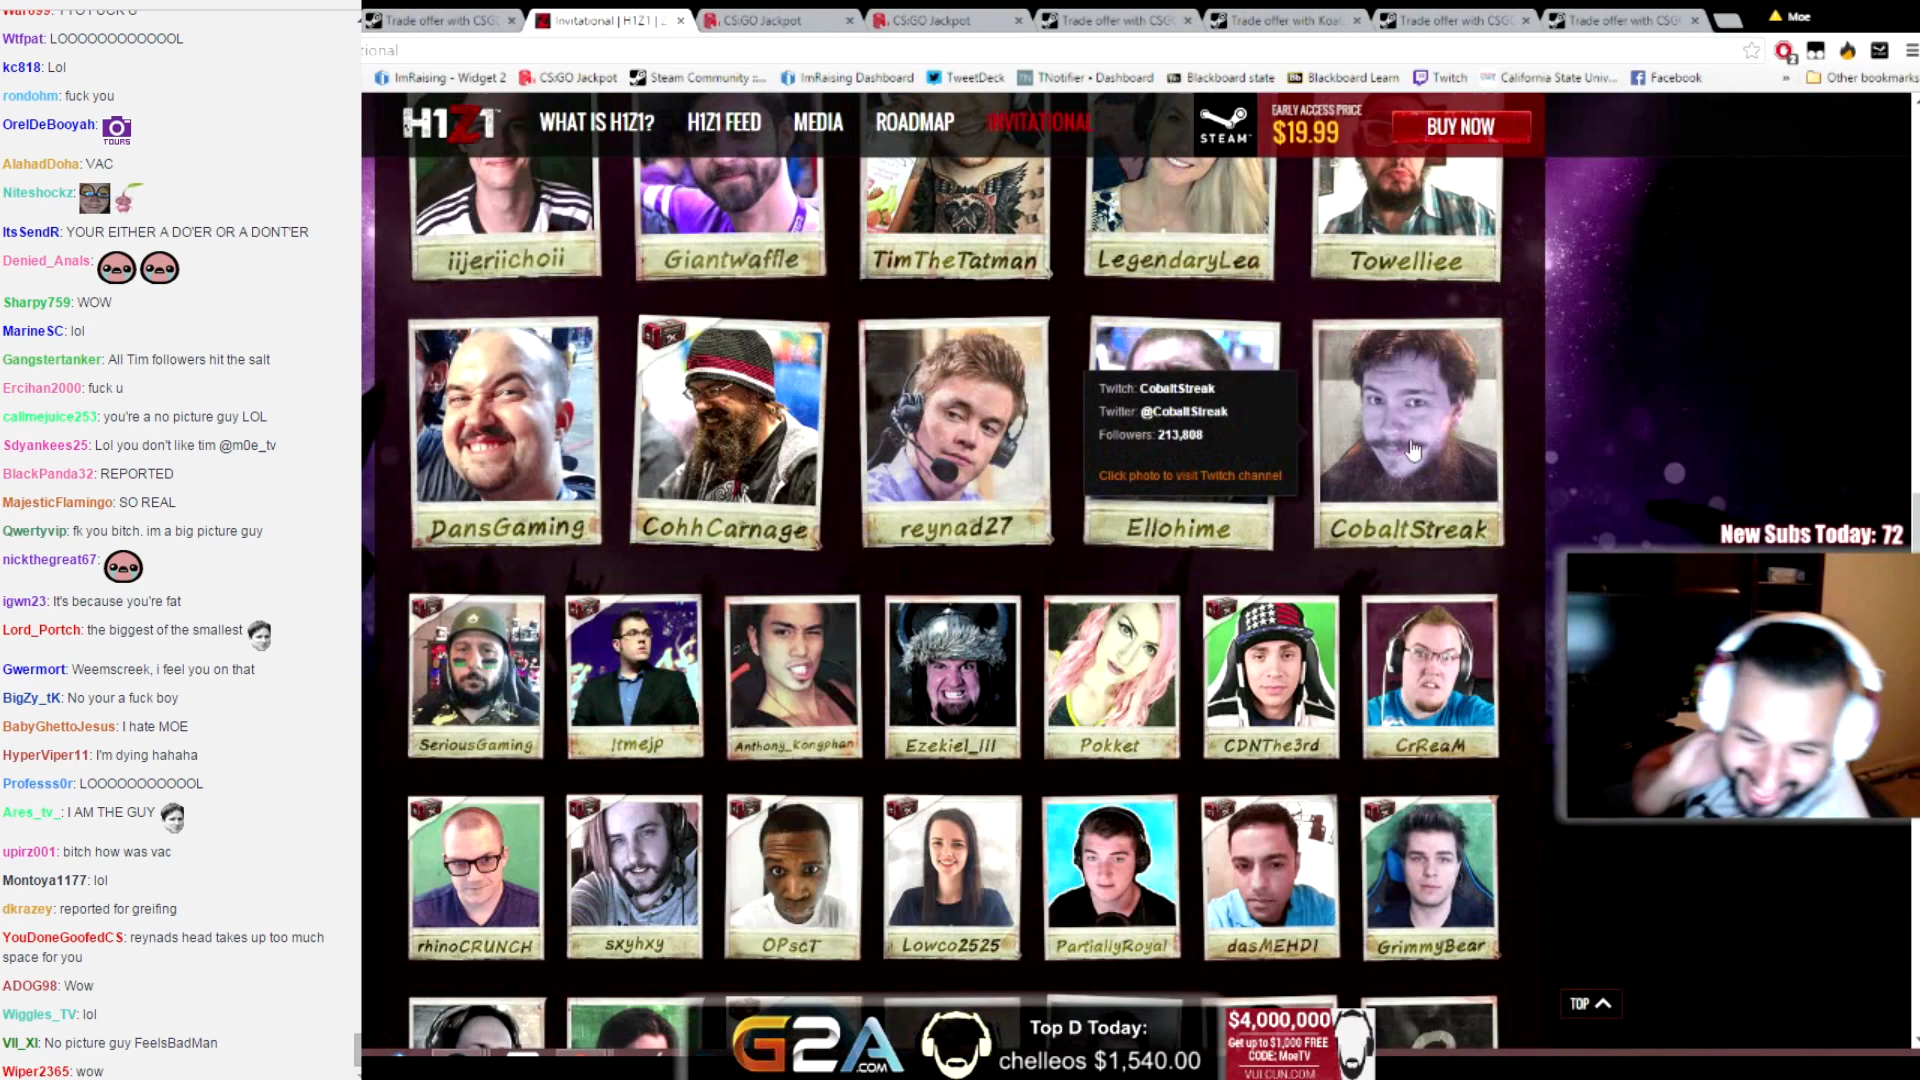 War099: I TO FUCK U
Wtfpat: LOOOOOOOOOOOOL
kc818: Lol
rondohm: fuck you
OrelDeBooyah:
TOURS
AlahadDoha: VAC
Niteshockz:
ItsSendR: YOUR EITHER A DO'ER OR A DONT'ER
Denied_Anals:
Sharpy759: WOW
MarineSC: lol
Gangstertanker: All Tim followers hit the salt
Ercihan2000: fuck u
callmejuice253: you're a no picture guy LOL
Sdyankees25: Lol you don't like tim @m0e_tv
BlackPanda32: REPORTED
MajesticFlamingo: SO REAL
Qwertyvip: fk you bitch. im a big picture guy
nickthegreat67:
igwn23: It's because you're fat
Lord_Portch: the biggest of the smallest
Gwermort: Weemscreek, i feel you on that
BigZy_tK: No your a fuck boy
BabyGhettoJesus: I hate MOE
HyperViper11: I'm dying hahaha
Professs0r: LOOOOOOOOOOOL
Ares_tv_: I AM THE GUY
upirz001: bitch how was vac
Montoya1177: lol
dkrazey: reported for greifing
YouDoneGoofedCS: reynads head takes up too much
space for you
ADOG98: Wow
Wiggles_TV: lol
VII_XI: No picture guy FeelsBadMan
Wiper2365: wow
Trade offer with CSG
Invitational | H1Z1 |
CS:GO Jackpot
CS:GO Jackpot
Trade offer with CSG
Trade offer with Koal
Trade offer with CSG
Trade offer with CSG
Moe
tional
ImRaising - Widget 2
CS:GO Jackpot
Steam Community ::...
ImRaising Dashboard
TweetDeck
TNotifier • Dashboard
Blackboard state
Blackboard Learn
Twitch
California State Univ...
Facebook
»
Other bookmarks
H1Z1
WHAT IS H1Z1?
H1Z1 FEED
MEDIA
ROADMAP
INVITATIONAL
STEAM
EARLY ACCESS PRICE
$19.99
BUY NOW
iijeriichoii
Giantwaffle
TimTheTatman
LegendaryLea
Towelliee
Twitch: CobaltStreak
Twitter: @CobaltStreak
Followers: 213,808
Click photo to visit Twitch channel
DansGaming
CohhCarnage
reynad27
Ellohime
CobaltStreak
New Subs Today: 72
SeriousGaming
Itmejp
Anthony_Kongphan
Ezekiel_III
Pokket
CDNThe3rd
CrReaM
rhinoCRUNCH
sxyhxy
OPscT
Lowco2525
PartiallyRoyal
dasMEHDI
GrimmyBear
TOP
G2A
.COM
Top D Today:
chelleos $1,540.00
$4,000,000
Get up to $1,000 FREE
CODE: MoeTV
VULCUN.COM